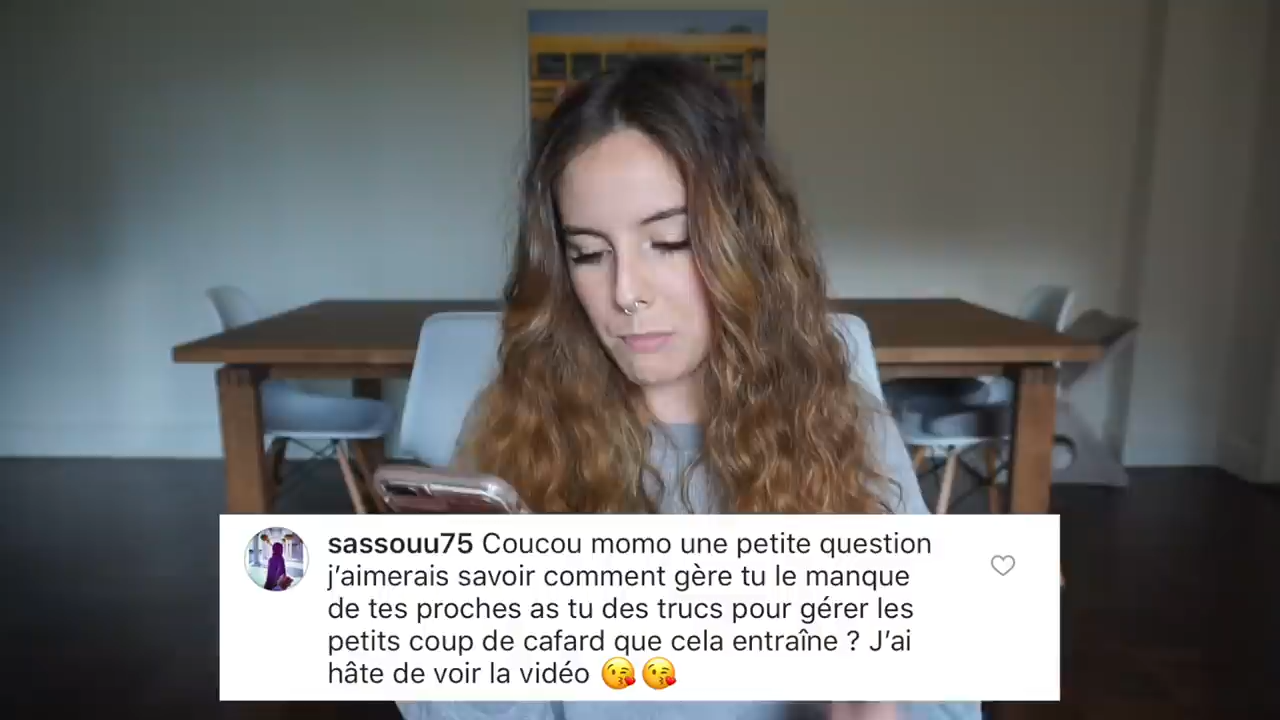 sassouu75 Coucou momo une petite question
j’aimerais savoir comment gère tu le manque
de tes proches as tu des trucs pour gérer les
petits coup de cafard que cela entraîne ? J’ai
hâte de voir la vidéo 😘😘